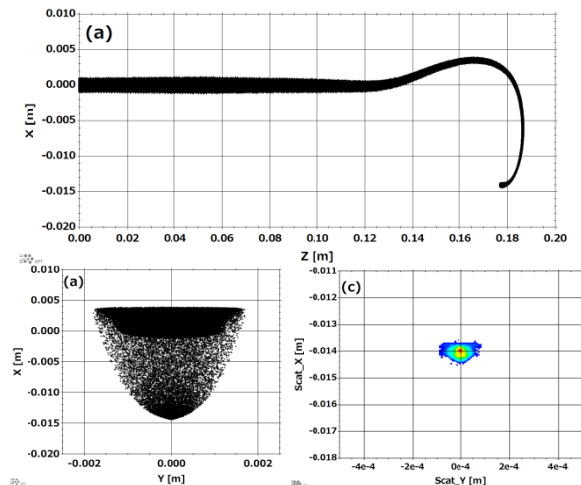 (a)
0.010
0.005
0.000
-0.005
-0.010
-0.015
-0.020
X [m]
0.00 0.02 0.04 0.06 0.08 0.10 0.12 0.14 0.16 0.18 0.20
Z [m]
GPT
(a)
0.010
0.005
0.000
-0.005
-0.010
-0.015
-0.020
X [m]
-0.002 0.000 0.002
Y [m]
(c)
-0.011
-0.012
-0.013
-0.014
-0.015
-0.016
-0.017
-0.018
Scat_X [m]
-4e-4 -2e-4 0e-4 2e-4 4e-4
Scat_Y [m]